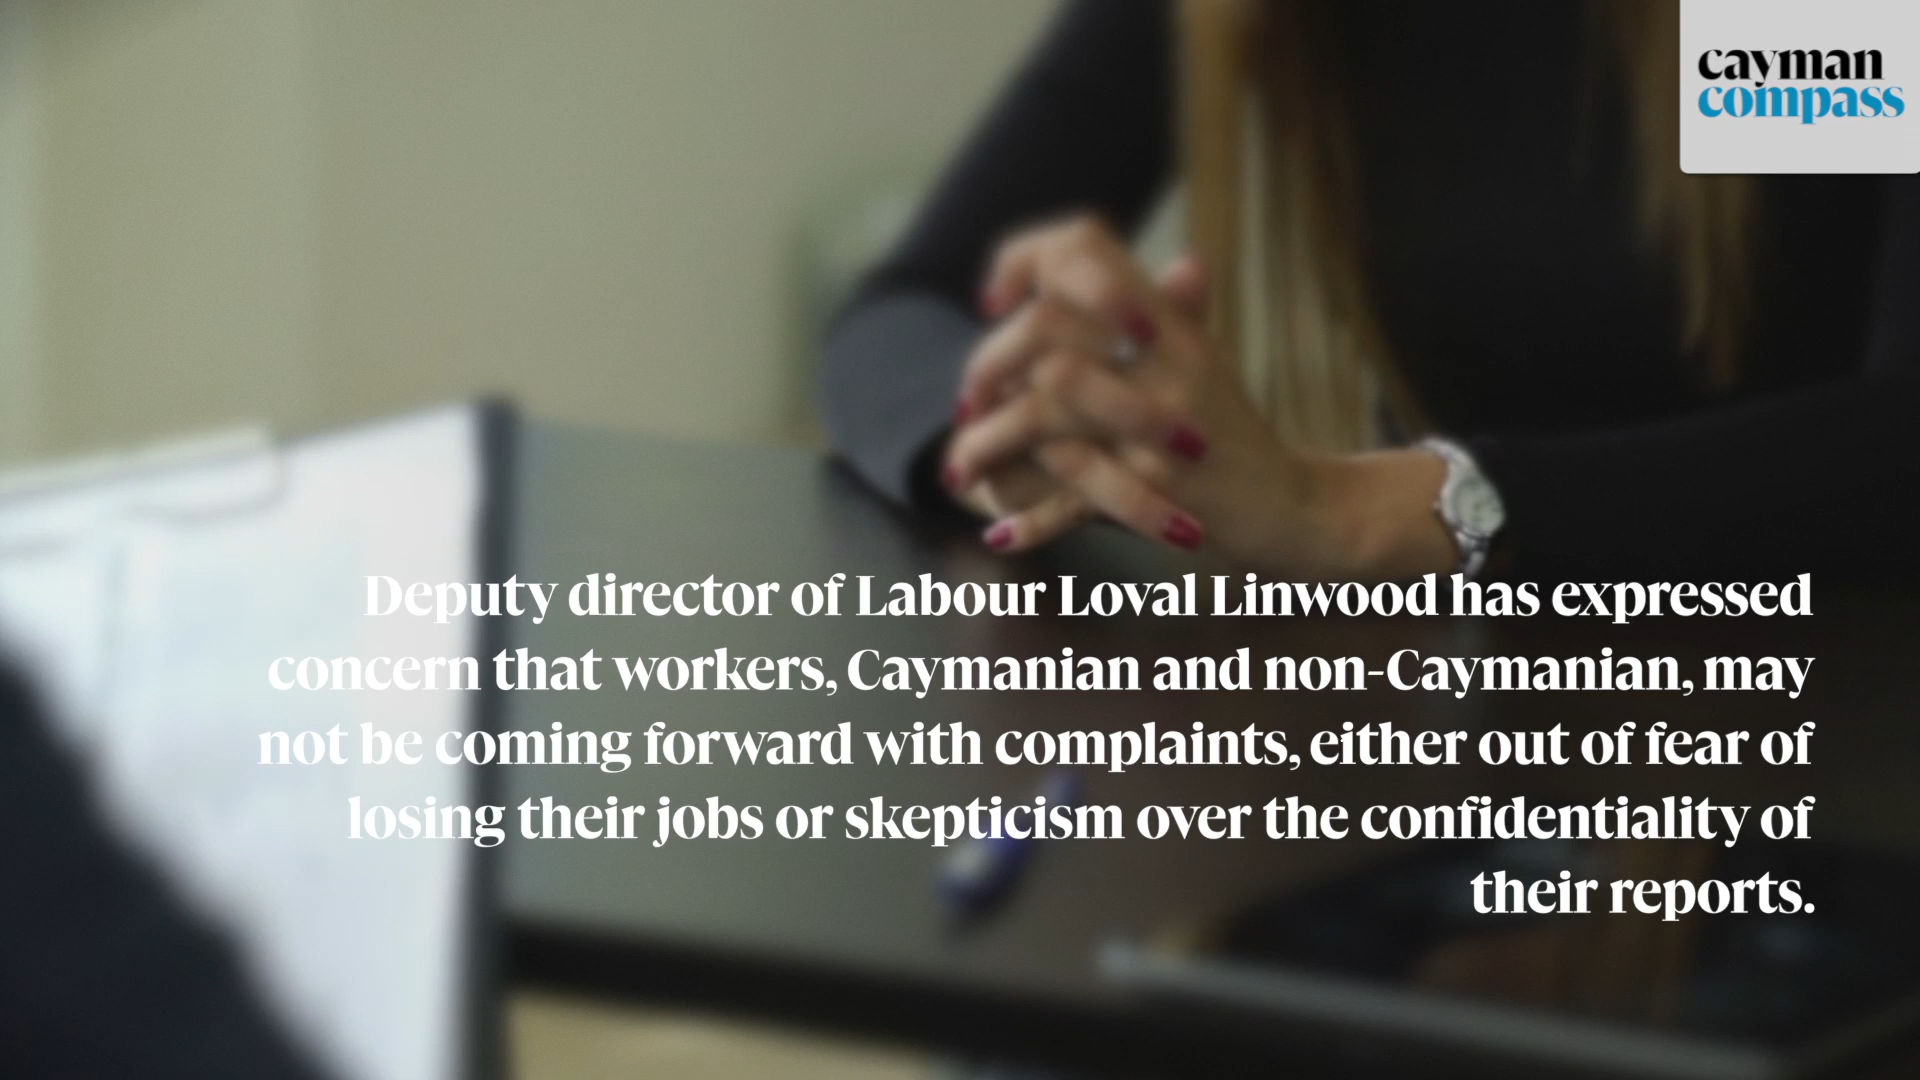 cayman
compass
Deputy director of Labour Loval Linwood has expressed
concern that workers, Caymanian and non-Caymanian, may
not be coming forward with complaints, either out of fear of
losing their jobs or skepticism over the confidentiality of
their reports.